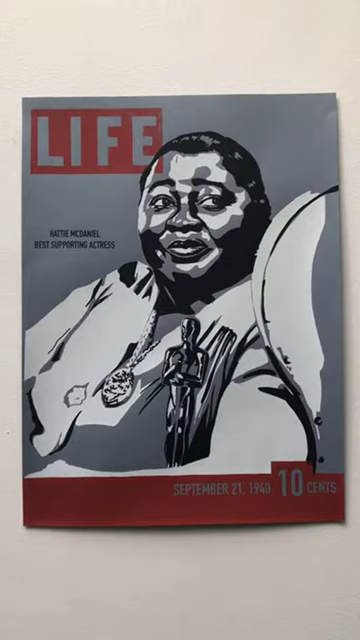 LIFE
HATTIE MCDANIEL
BEST SUPPORTING ACTRESS
SEPTEMBER 21, 1940 10 CENTS